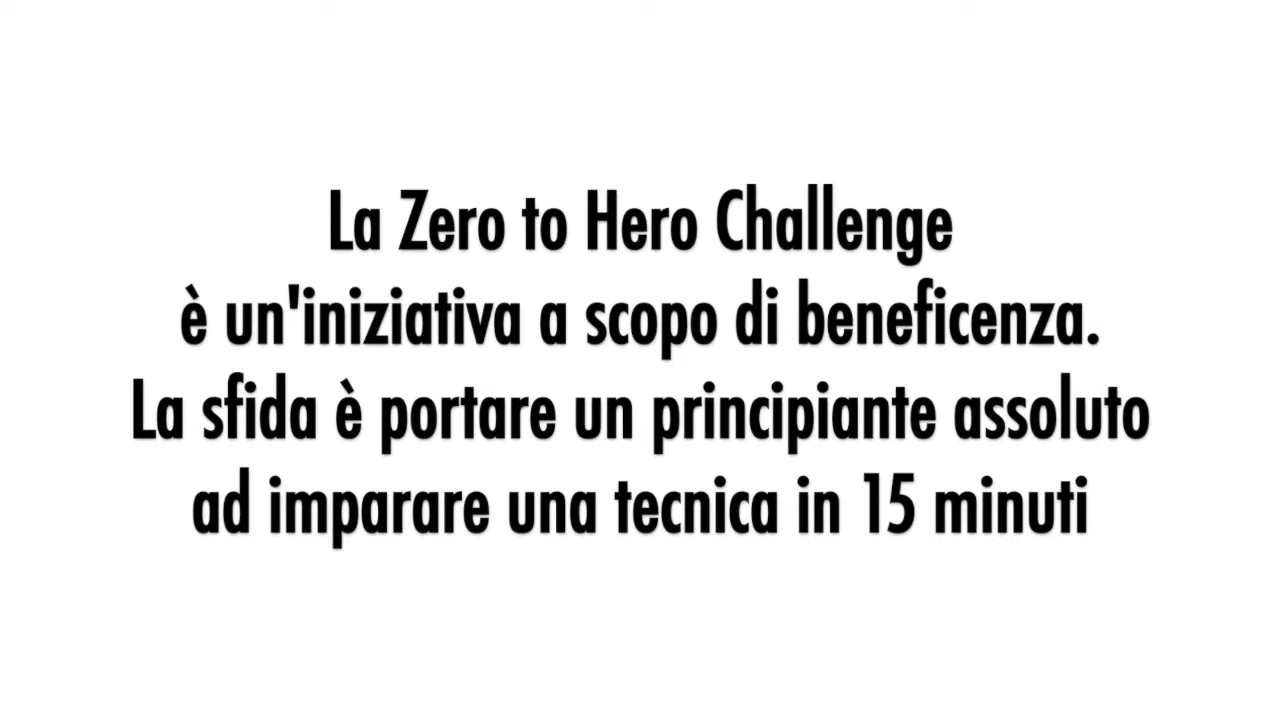 La Zero to Hero Challenge
è un'iniziativa a scopo di beneficenza.
La sfida è portare un principiante assoluto
ad imparare una tecnica in 15 minuti